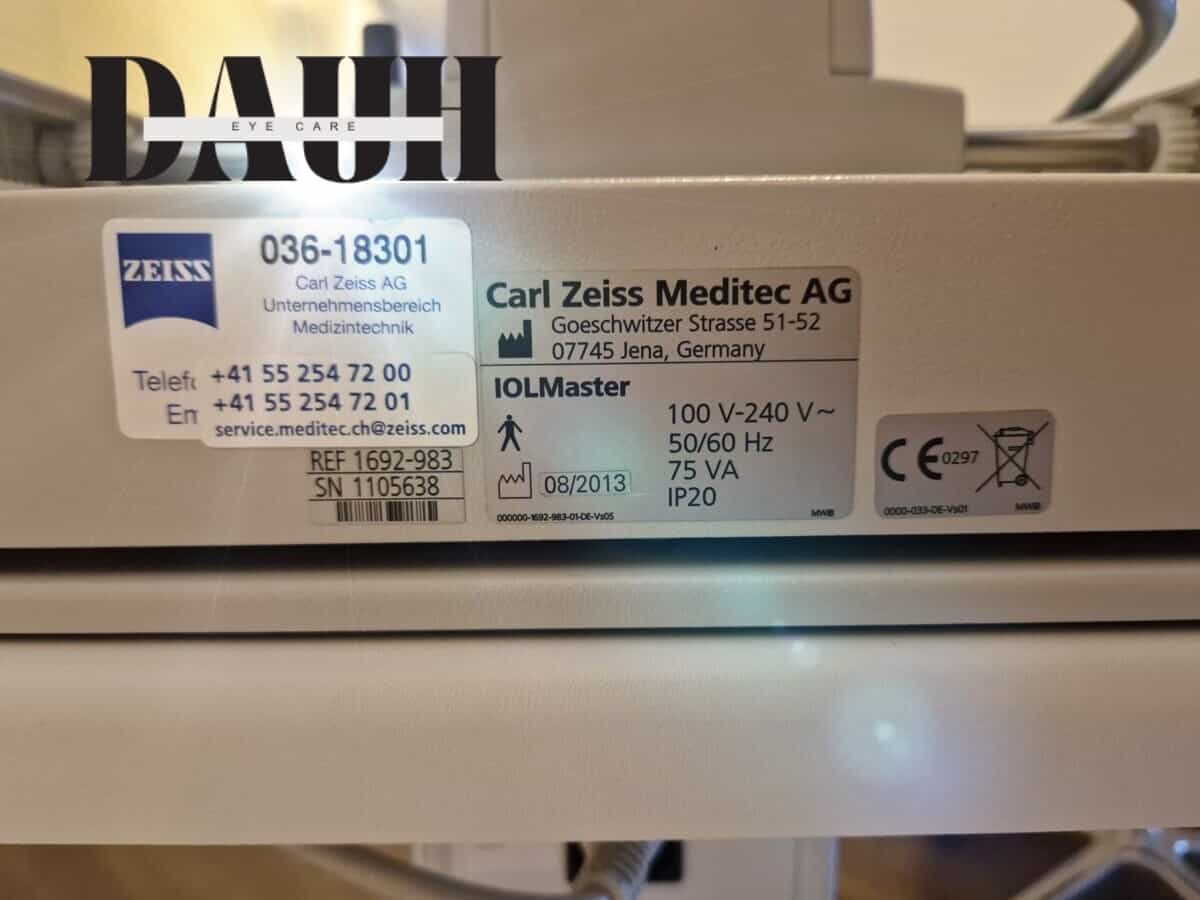 DAUH
EYE CARE
ZEISS
036-18301
Carl Zeiss AG
Unternehmensbereich
Medizintechnik
Telef
+41 55 254 72 00
Em
+41 55 254 72 01
service.meditec.ch@zeiss.com
REF 1692-983
SN 1105638
Carl Zeiss Meditec AG
Goeschwitzer Strasse 51-52
07745 Jena, Germany
IOLMaster
100 V-240 V~
50/60 Hz
75 VA
IP20
08/2013
000000-1692-983-01-DE-Vs05
MWB
CE 0297
0000-033-DE-Vs01
MWB